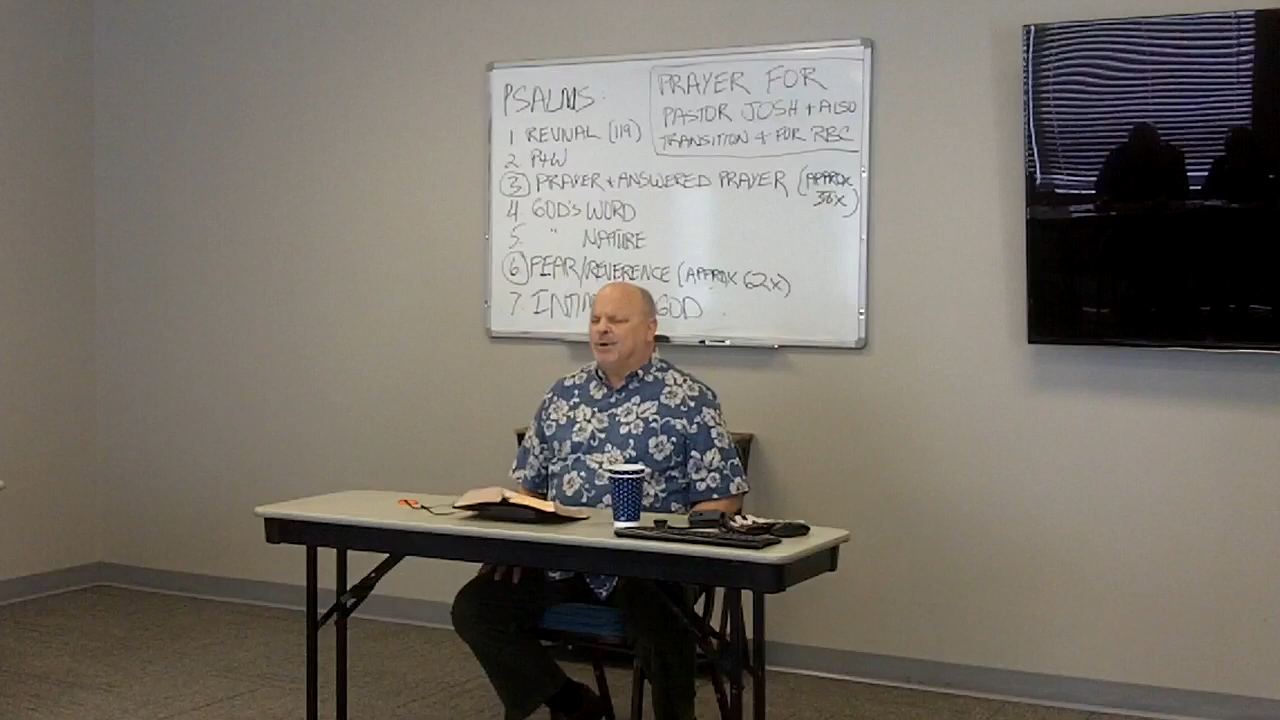 PSALMS:
1 REVIVAL (119)
2 P+W
3 PRAYER + ANSWERED PRAYER (APPROX
36X)
4 GOD'S WORD
5 " NATURE
6 FEAR/REVERENCE (APPROX 62X)
7. GOD
PRAYER FOR
PASTOR JOSH + ALSO
TRANSITION + FOR RBC